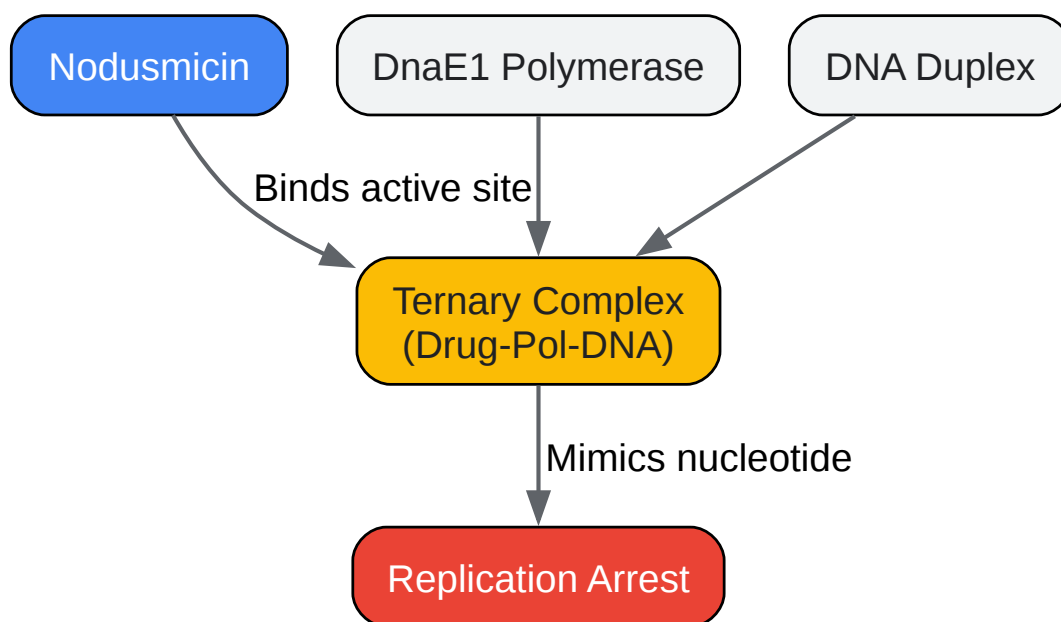 Nodusmicin
DnaE1 Polymerase
DNA Duplex
Binds active site
Ternary Complex
(Drug-Pol-DNA)
Mimics nucleotide
Replication Arrest